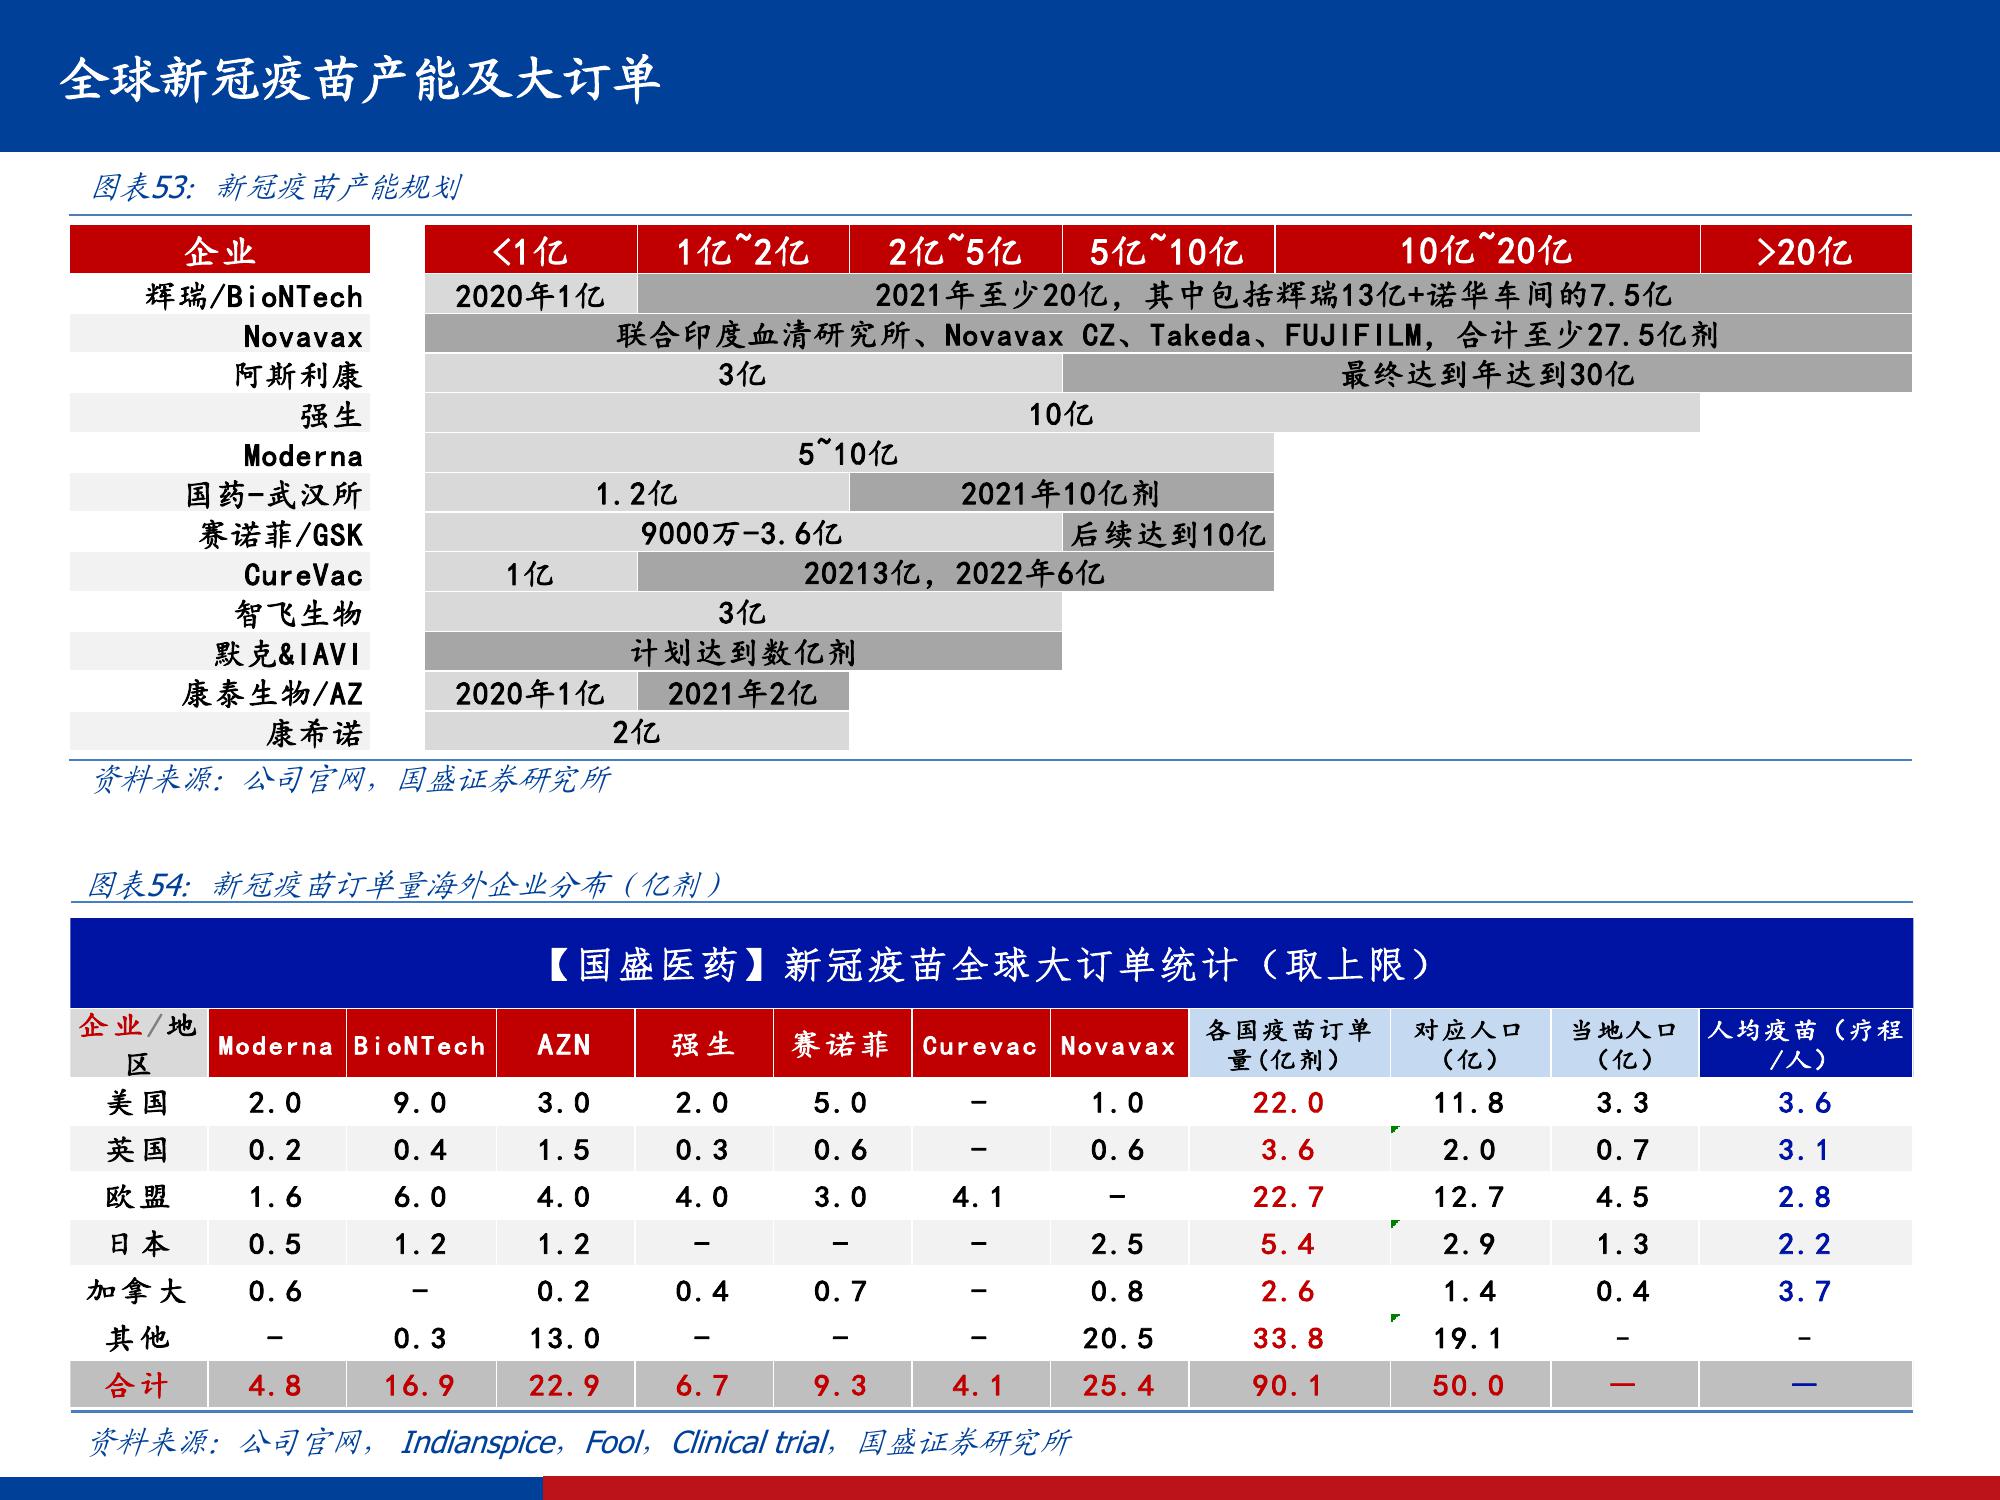 全球新冠疫苗产能及大订单
图表53：新冠疫苗产能规划
企业 <1亿 1亿~2亿 2亿~5亿 5亿~10亿 10亿~20亿 >20亿
辉瑞/BioNTech 2020年1亿 2021年至少20亿，其中包括辉瑞13亿+诺华车间的7.5亿
Novavax 联合印度血清研究所、Novavax CZ、Takeda、FUJIFILM，合计至少27.5亿剂
阿斯利康 3亿 最终达到年达到30亿
强生 10亿
Moderna 5~10亿
国药-武汉所 1.2亿 2021年10亿剂
赛诺菲/GSK 9000万-3.6亿 后续达到10亿
CureVac 1亿 20213亿，2022年6亿
智飞生物 3亿
默克&IAVI 计划达到数亿剂
康泰生物/AZ 2020年1亿 2021年2亿
康希诺 2亿
资料来源：公司官网，国盛证券研究所
图表54：新冠疫苗订单量海外企业分布（亿剂）
【国盛医药】新冠疫苗全球大订单统计（取上限）
企业/地区 Moderna BioNTech AZN 强生 赛诺菲 Curevac Novavax 各国疫苗订单量(亿剂) 对应人口（亿） 当地人口（亿） 人均疫苗（疗程/人）
美国 2.0 9.0 3.0 2.0 5.0 - 1.0 22.0 11.8 3.3 3.6
英国 0.2 0.4 1.5 0.3 0.6 - 0.6 3.6 2.0 0.7 3.1
欧盟 1.6 6.0 4.0 4.0 3.0 4.1 - 22.7 12.7 4.5 2.8
日本 0.5 1.2 1.2 - - - 2.5 5.4 2.9 1.3 2.2
加拿大 0.6 - 0.2 0.4 0.7 - 0.8 2.6 1.4 0.4 3.7
其他 - 0.3 13.0 - - - 20.5 33.8 19.1 - -
合计 4.8 16.9 22.9 6.7 9.3 4.1 25.4 90.1 50.0 — —
资料来源：公司官网， Indianspice，Fool，Clinical trial，国盛证券研究所